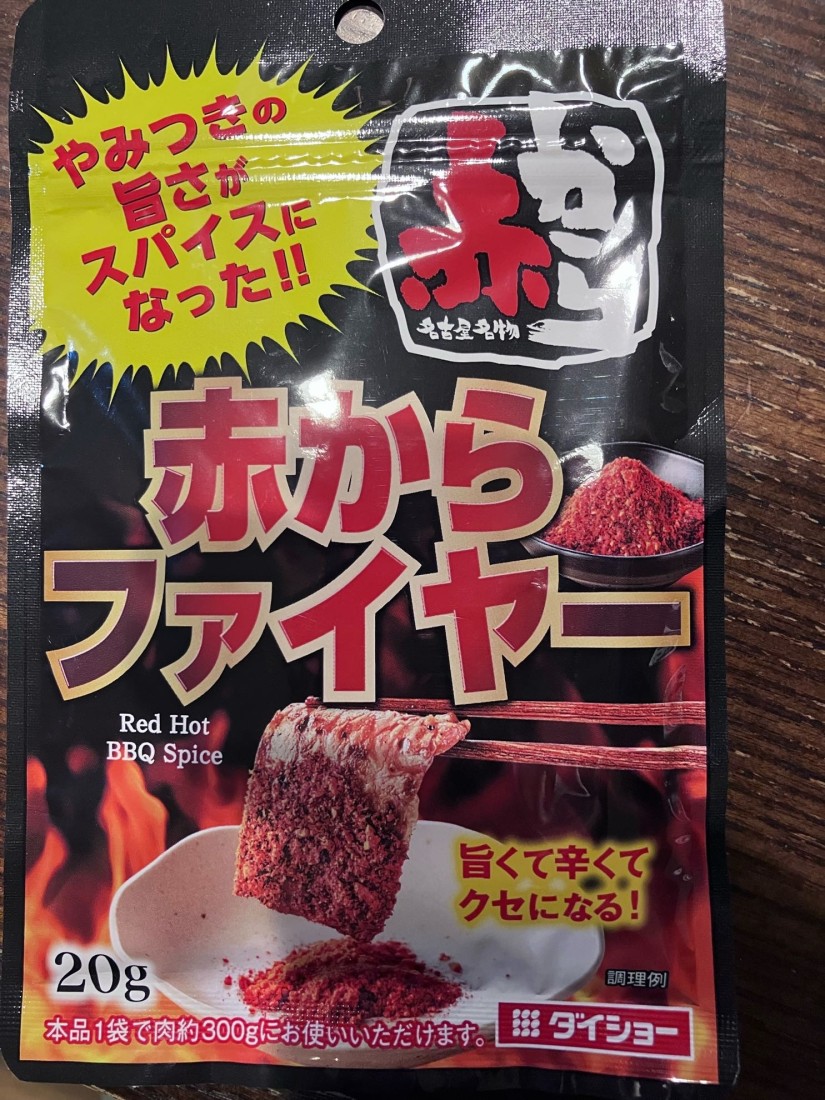 やみつきの
旨さが
スパイスに
なった!!
赤から
名古屋名物
赤から
ファイヤー
Red Hot
BBQ Spice
旨くて辛くて
クセになる!
20g
調理例
本品1袋で肉約300gにお使いいただけます。
ダイショー